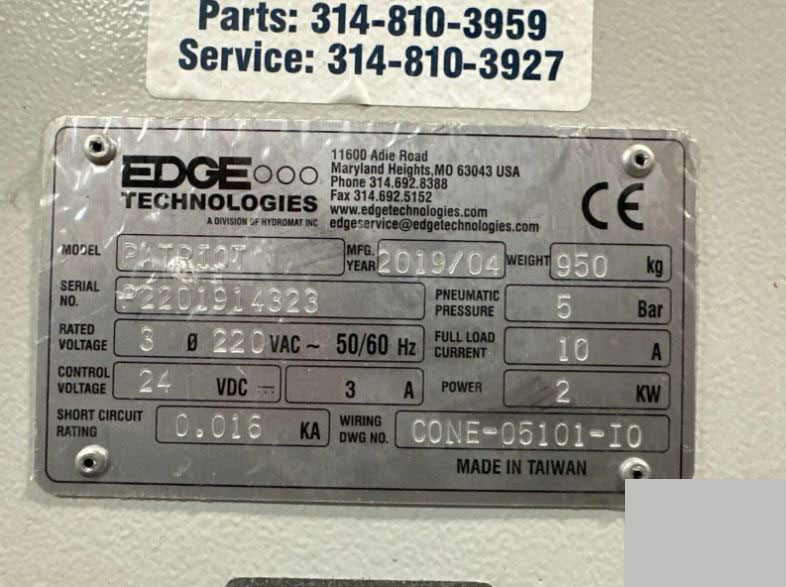 Parts: 314-810-3959
Service: 314-810-3927
EDGE
TECHNOLOGIES
A DIVISION OF HYDROMAT INC
11600 Adie Road
Maryland Heights,MO 63043 USA
Phone 314.692.8388
Fax 314.692.5152
www.edgetechnologies.com
edgeservice@edgetechnologies.com
CE
MODEL PATRIOT MFG. YEAR 2019/04 WEIGHT 950 kg
SERIAL NO. P2201914323 PNEUMATIC PRESSURE 5 Bar
RATED VOLTAGE 3 Ø 220 VAC ~ 50/60 Hz FULL LOAD CURRENT 10 A
CONTROL VOLTAGE 24 VDC ⎓ 3 A POWER 2 KW
SHORT CIRCUIT RATING 0.016 KA WIRING DWG NO. CONE-05101-IO
MADE IN TAIWAN